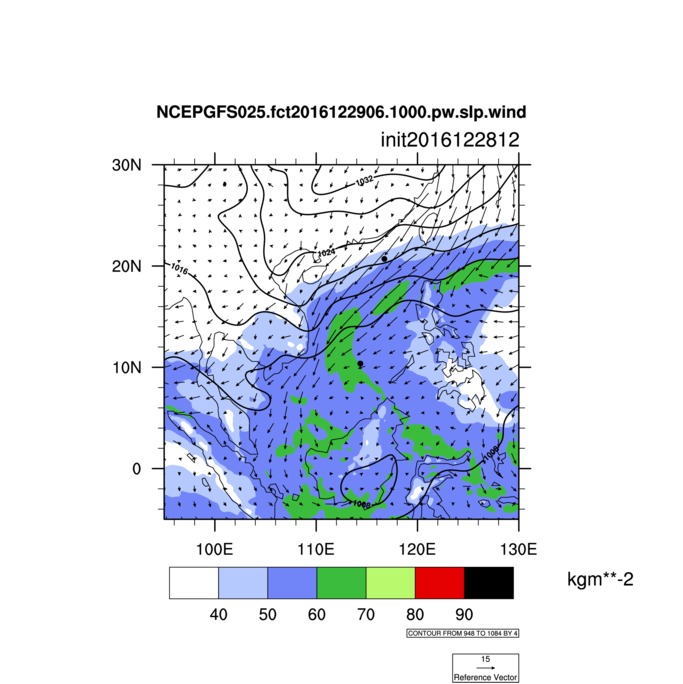 NCEPGFS025.fct2016122906.1000.pw.slp.wind
init2016122812
30N
1032
1024
1016
20N
10N
1008
0
1008
100E 110E 120E 130E
kgm**-2
40 50 60 70 80 90
CONTOUR FROM 948 TO 1084 BY 4
15
Reference Vector